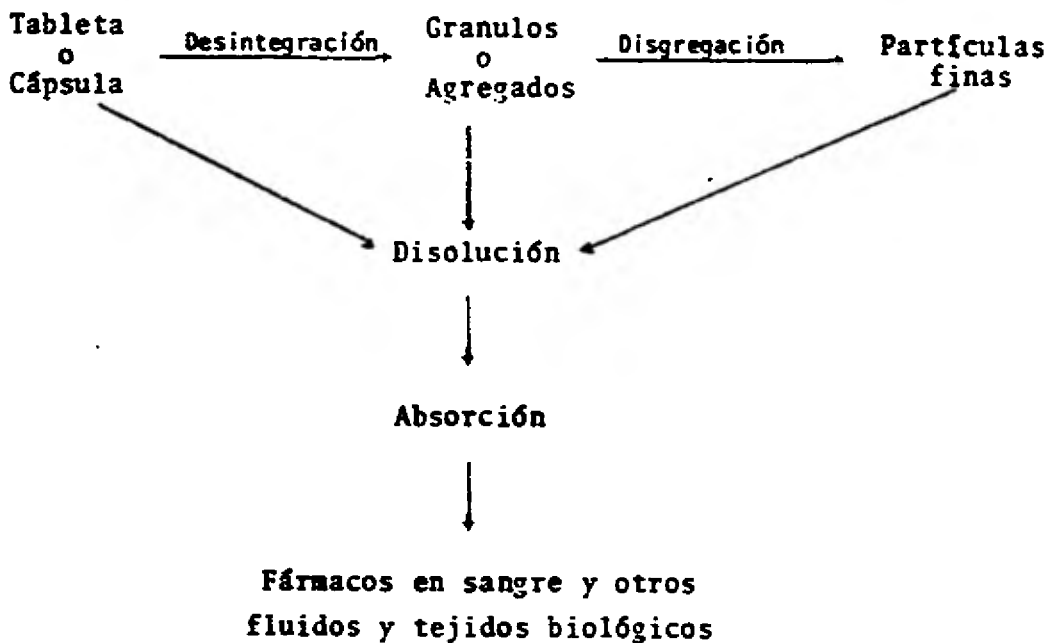 Tableta
o
Cápsula
Desintegración
Granulos
o
Agregados
Disgregación
Partículas
finas
Disolución
Absorción
Fármacos en sangre y otros
fluidos y tejidos biológicos